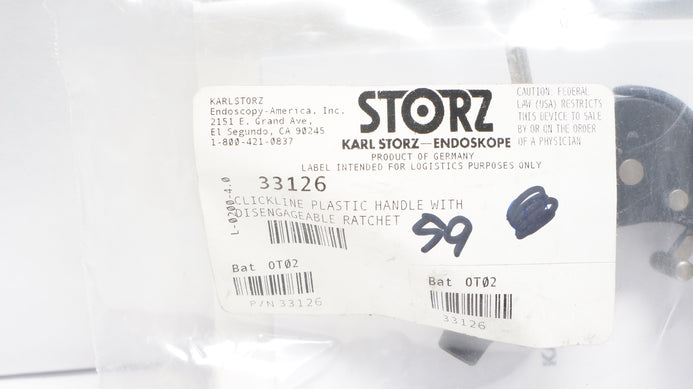 KARLSTORZ
Endoscopy-America, Inc.
2151 E. Grand Ave,
El Segundo, CA 90245
1-800-421-0837
STORZ
KARL STORZ—ENDOSKOPE
PRODUCT OF GERMANY
LABEL INTENDED FOR LOGISTICS PURPOSES ONLY
CAUTION: FEDERAL
LAW (USA) RESTRICTS
THIS DEVICE TO SALE
BY OR ON THE ORDER
OF A PHYSICIAN
L-0200-4.0
33126
CLICKLINE PLASTIC HANDLE WITH
DISENGAGEABLE RATCHET
59
Bat OT02
P/N 33126
Bat OT02
33126